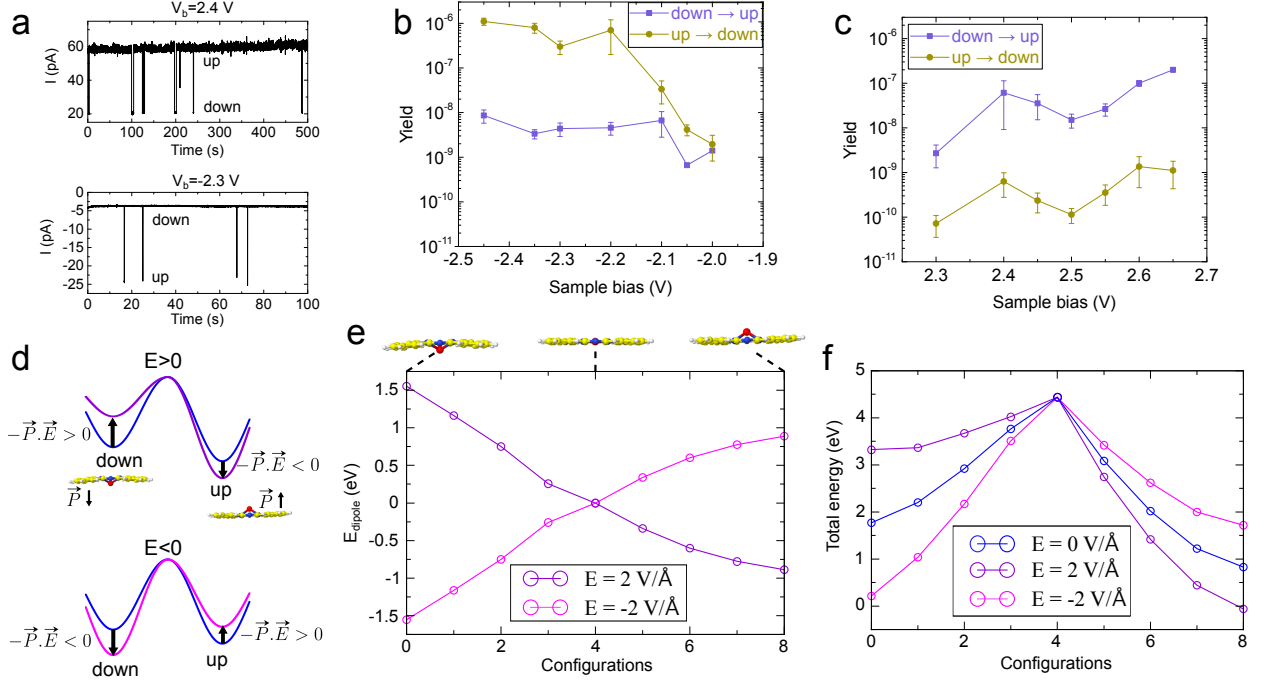 a
V_b=2.4 V
I (pA)
60
40
20
up
down
0 100 200 300 400 500
Time (s)
V_b=-2.3 V
I (pA)
0
-5
-10
-15
-20
-25
down
up
0 20 40 60 80 100
Time (s)
b
Yield
10^-5
10^-6
10^-7
10^-8
10^-9
10^-10
10^-11
down → up
up → down
-2.5 -2.4 -2.3 -2.2 -2.1 -2.0 -1.9
Sample bias (V)
c
Yield
10^-6
10^-7
10^-8
10^-9
10^-10
10^-11
down → up
up → down
2.3 2.4 2.5 2.6 2.7
Sample bias (V)
d
E>0
−P⃗.E⃗ > 0
−P⃗.E⃗ < 0
down
up
P⃗
P⃗
E<0
−P⃗.E⃗ < 0
−P⃗.E⃗ > 0
down
up
e
E_dipole (eV)
1.5
1
0.5
0
-0.5
-1
-1.5
E = 2 V/Å
E = -2 V/Å
0 2 4 6 8
Configurations
f
Total energy (eV)
5
4
3
2
1
0
E = 0 V/Å
E = 2 V/Å
E = -2 V/Å
0 2 4 6 8
Configurations